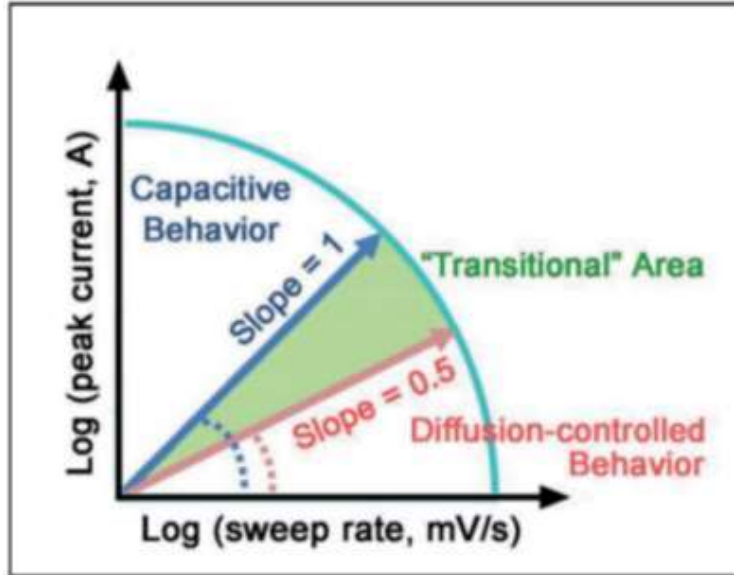 Log (peak current, A)
Capacitive
Behavior
Slope = 1
"Transitional" Area
Slope = 0.5
Diffusion-controlled
Behavior
Log (sweep rate, mV/s)